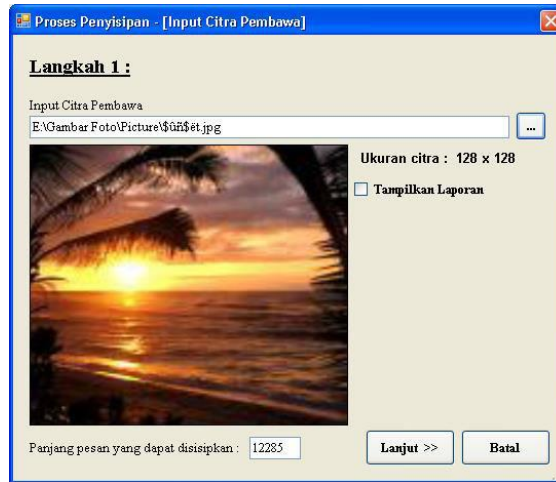 Proses Penyisipan - [Input Citra Pembawa]
Langkah 1 :
Input Citra Pembawa
E:\Gambar Foto\Picture\$ûñ$ët.jpg
...
Ukuran citra : 128 x 128
Tampilkan Laporan
Panjang pesan yang dapat disisipkan :
12285
Lanjut >>
Batal